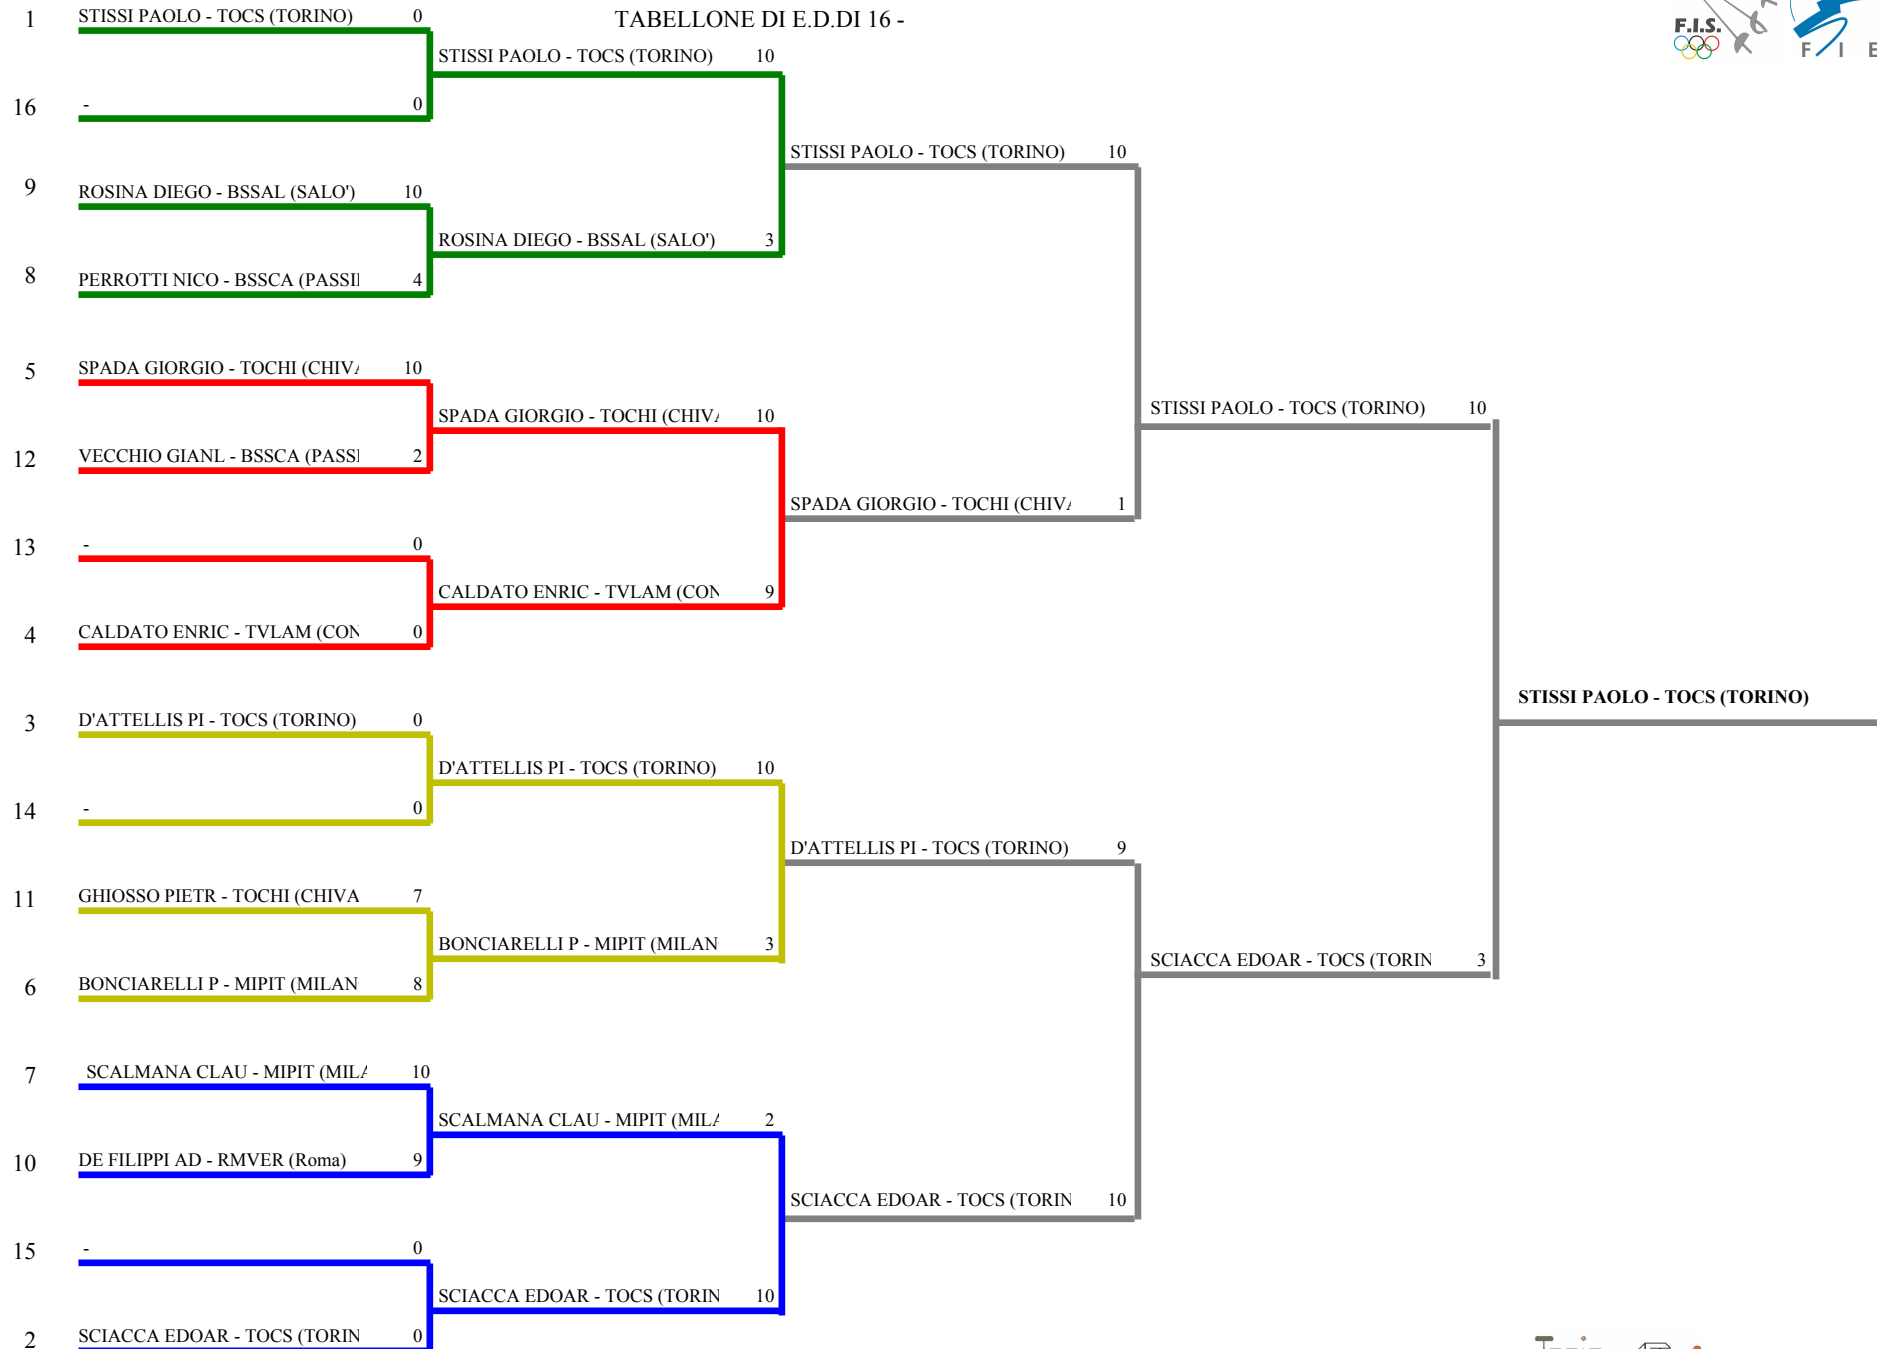 TABELLONE DI E.D.DI 16 -
F.I.S.
F I E
1 STISSI PAOLO - TOCS (TORINO) 0
STISSI PAOLO - TOCS (TORINO) 10
16 - 0
STISSI PAOLO - TOCS (TORINO) 10
9 ROSINA DIEGO - BSSAL (SALO') 10
ROSINA DIEGO - BSSAL (SALO') 3
8 PERROTTI NICO - BSSCA (PASSI 4
5 SPADA GIORGIO - TOCHI (CHIVA 10
STISSI PAOLO - TOCS (TORINO) 10
SPADA GIORGIO - TOCHI (CHIVA 10
12 VECCHIO GIANL - BSSCA (PASSI 2
SPADA GIORGIO - TOCHI (CHIVA 1
13 - 0
CALDATO ENRIC - TVLAM (CON 9
4 CALDATO ENRIC - TVLAM (CON 0
STISSI PAOLO - TOCS (TORINO)
3 D'ATTELLIS PI - TOCS (TORINO) 0
D'ATTELLIS PI - TOCS (TORINO) 10
14 - 0
D'ATTELLIS PI - TOCS (TORINO) 9
11 GHIOSSO PIETR - TOCHI (CHIVA 7
BONCIARELLI P - MIPIT (MILAN 3
SCIACCA EDOAR - TOCS (TORIN 3
6 BONCIARELLI P - MIPIT (MILAN 8
7 SCALMANA CLAU - MIPIT (MILA 10
SCALMANA CLAU - MIPIT (MILA 2
10 DE FILIPPI AD - RMVER (Roma) 9
SCIACCA EDOAR - TOCS (TORIN 10
15 - 0
SCIACCA EDOAR - TOCS (TORIN 10
2 SCIACCA EDOAR - TOCS (TORIN 0